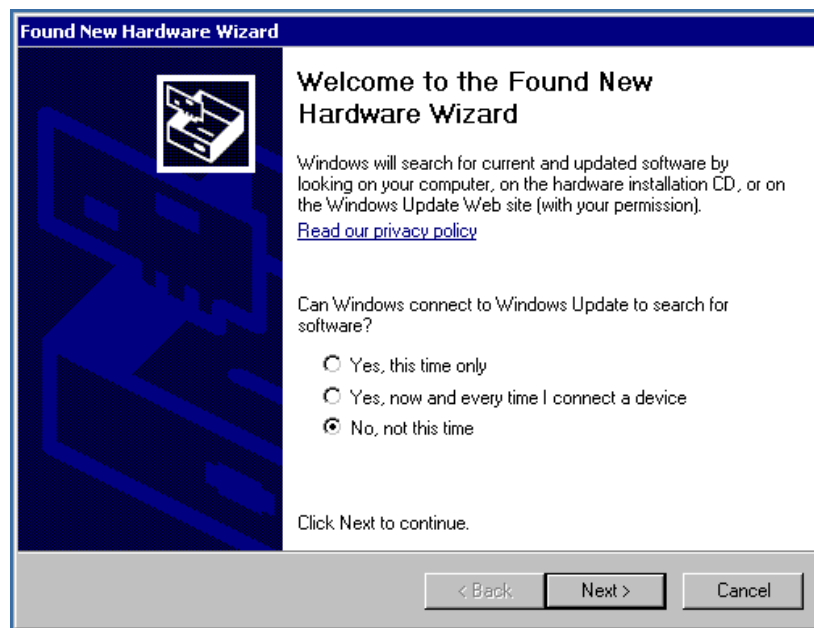 Found New Hardware Wizard
Welcome to the Found New
Hardware Wizard
Windows will search for current and updated software by
looking on your computer, on the hardware installation CD, or on
the Windows Update Web site (with your permission).
Read our privacy policy
Can Windows connect to Windows Update to search for
software?
Yes, this time only
Yes, now and every time I connect a device
No, not this time
Click Next to continue.
< Back
Next >
Cancel